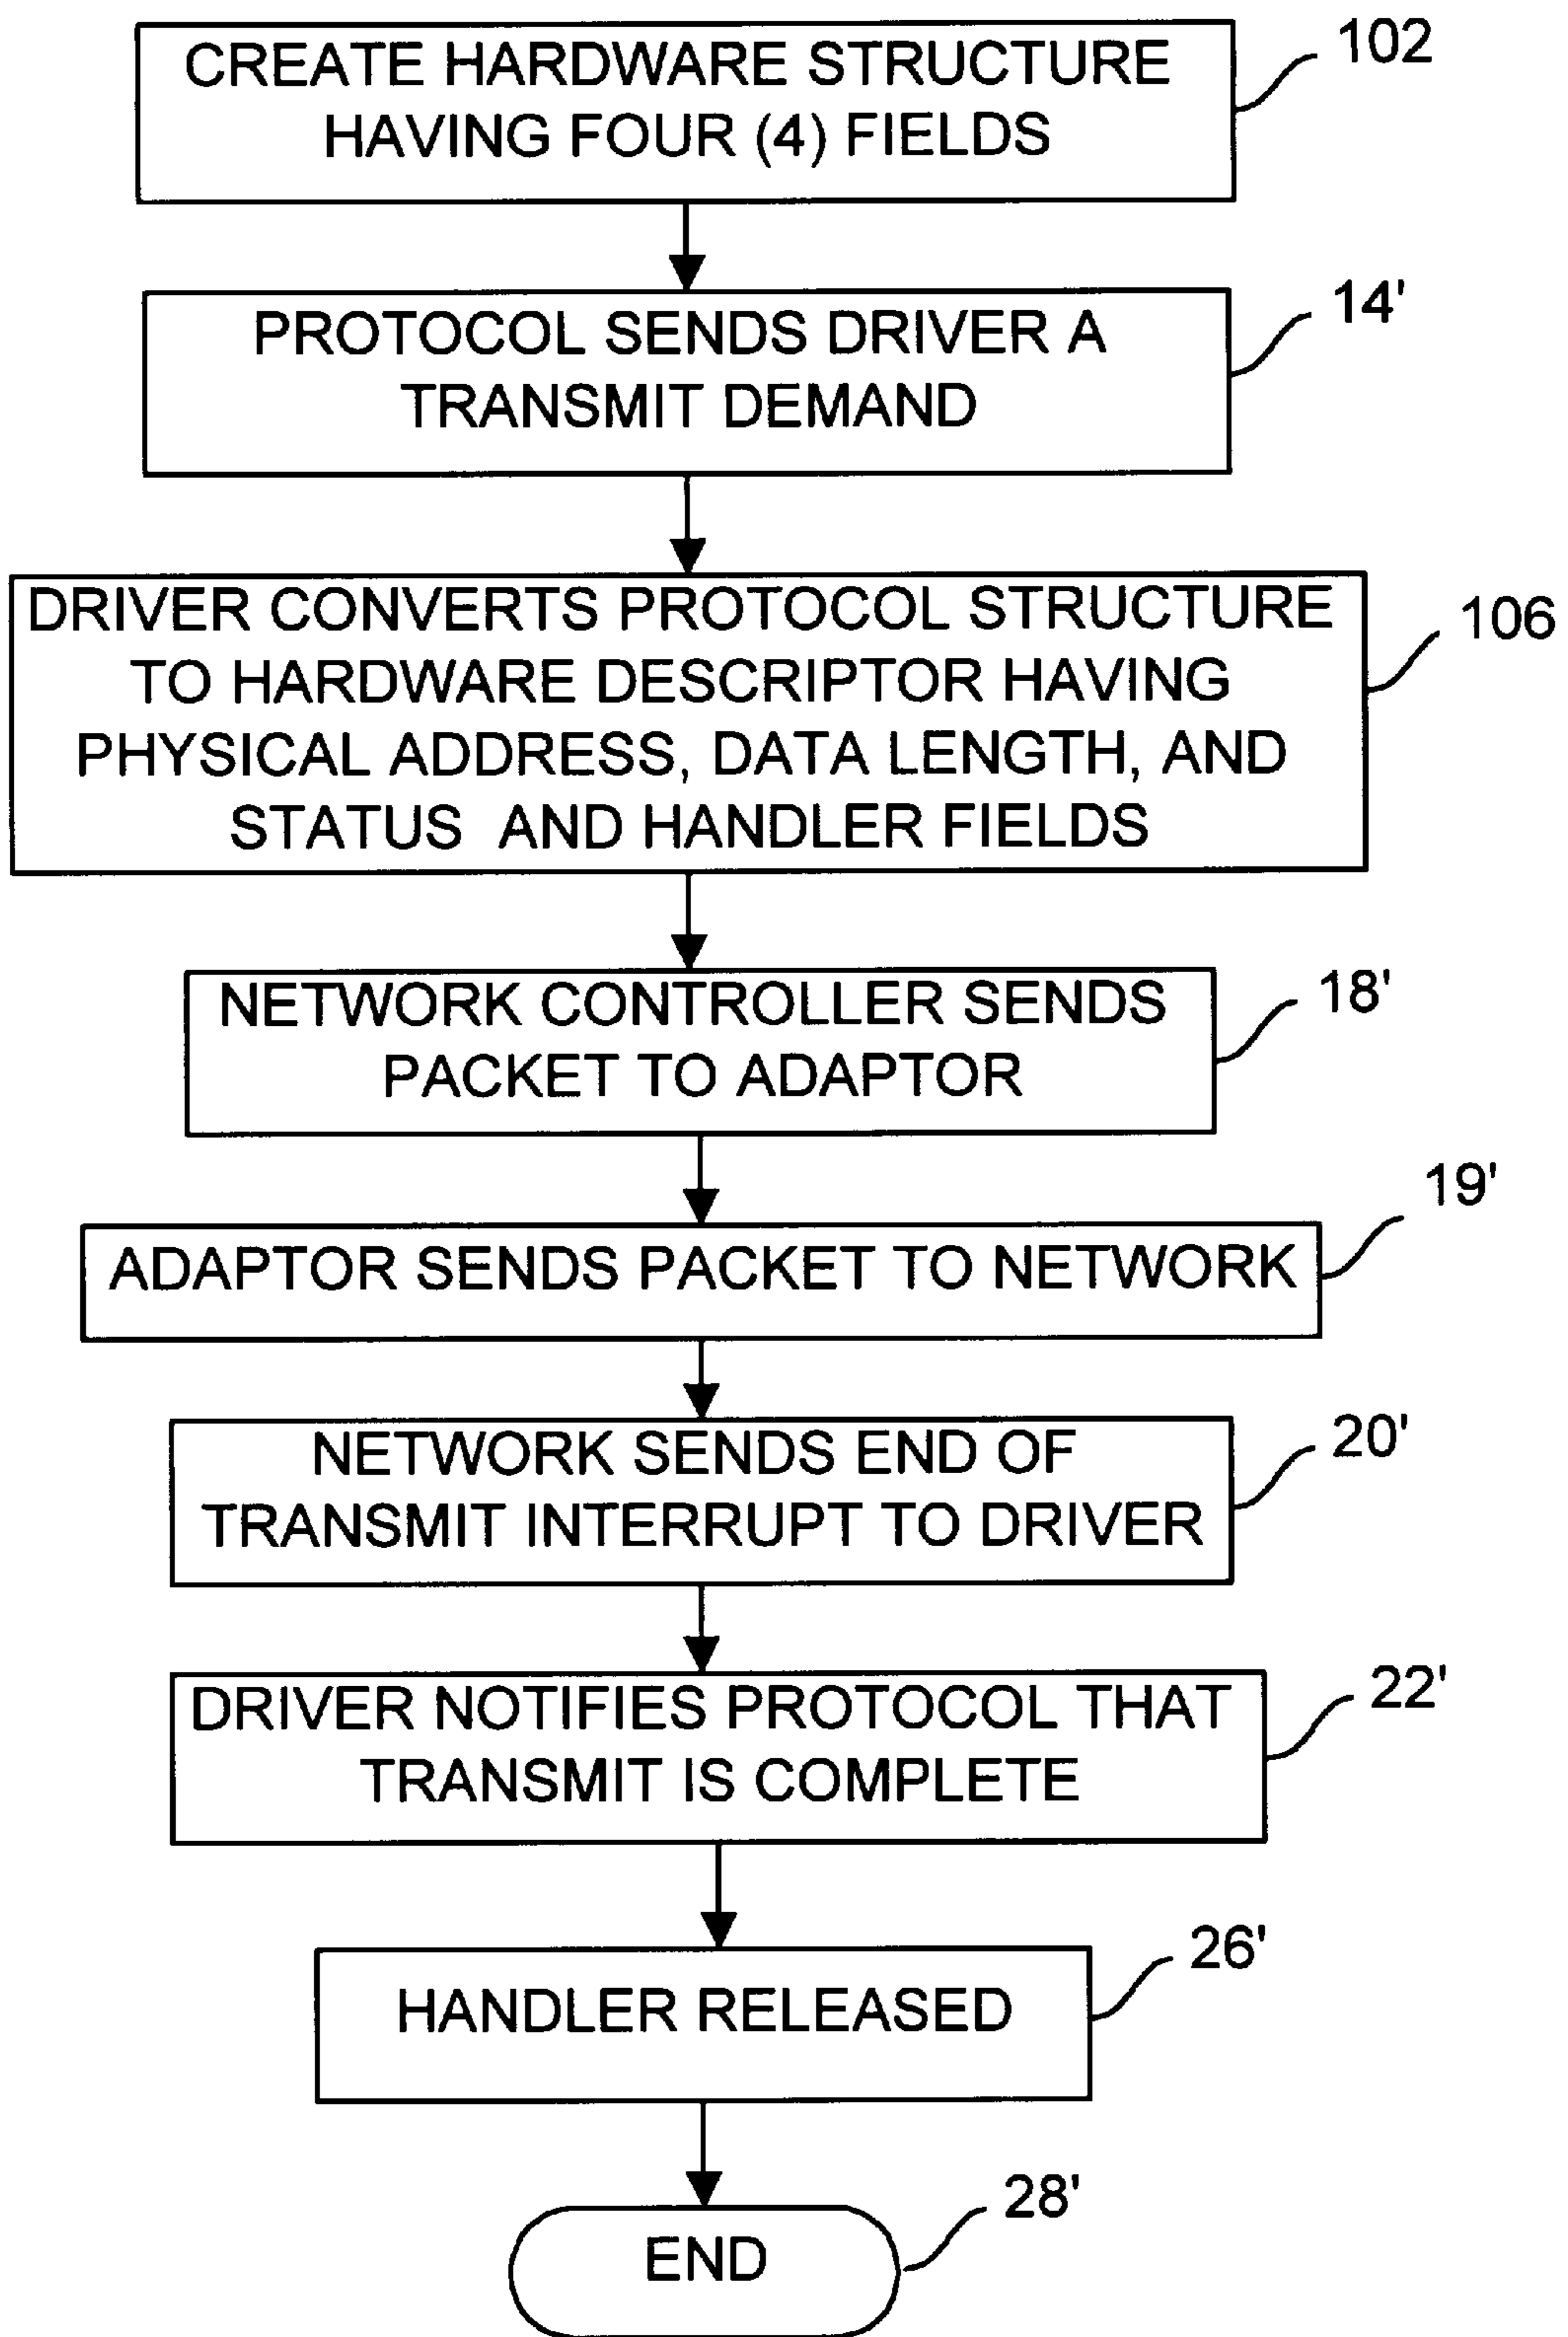 CREATE HARDWARE STRUCTURE
HAVING FOUR (4) FIELDS
102
PROTOCOL SENDS DRIVER A
TRANSMIT DEMAND
14'
DRIVER CONVERTS PROTOCOL STRUCTURE
TO HARDWARE DESCRIPTOR HAVING
PHYSICAL ADDRESS, DATA LENGTH, AND
STATUS AND HANDLER FIELDS
106
NETWORK CONTROLLER SENDS
PACKET TO ADAPTOR
18'
ADAPTOR SENDS PACKET TO NETWORK
19'
NETWORK SENDS END OF
TRANSMIT INTERRUPT TO DRIVER
20'
DRIVER NOTIFIES PROTOCOL THAT
TRANSMIT IS COMPLETE
22'
HANDLER RELEASED
26'
END
28'